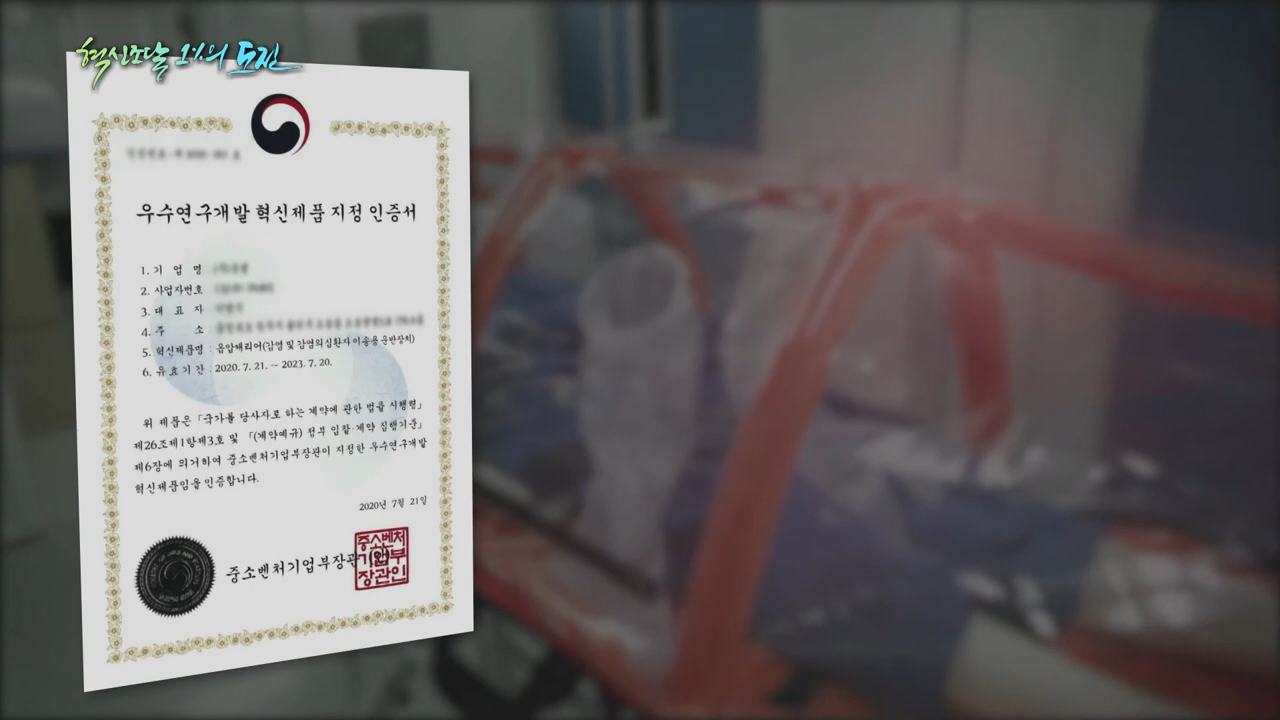 혁신조달 1%의 도전
우수연구개발 혁신제품 지정 인증서
1. 기 업 명 :
2. 사업자번호 :
3. 대 표 자 :
4. 주 소 :
5. 혁신제품명 : 음압캐리어(감염 및 감염의심환자 이송용 운반장치)
6. 유효기간 : 2020. 7. 21. ~ 2023. 7. 20.
위 제품은 「국가를 당사자로 하는 계약에 관한 법률 시행령」
제26조제1항제3호 및 「(계약예규) 정부 입찰·계약 집행기준」
제6장에 의거하여 중소벤처기업부장관이 지정한 우수연구개발
혁신제품임을 인증합니다.
2020년 7월 21일
중소벤처기업부장관 (인)
중소벤처
기업부
장관인